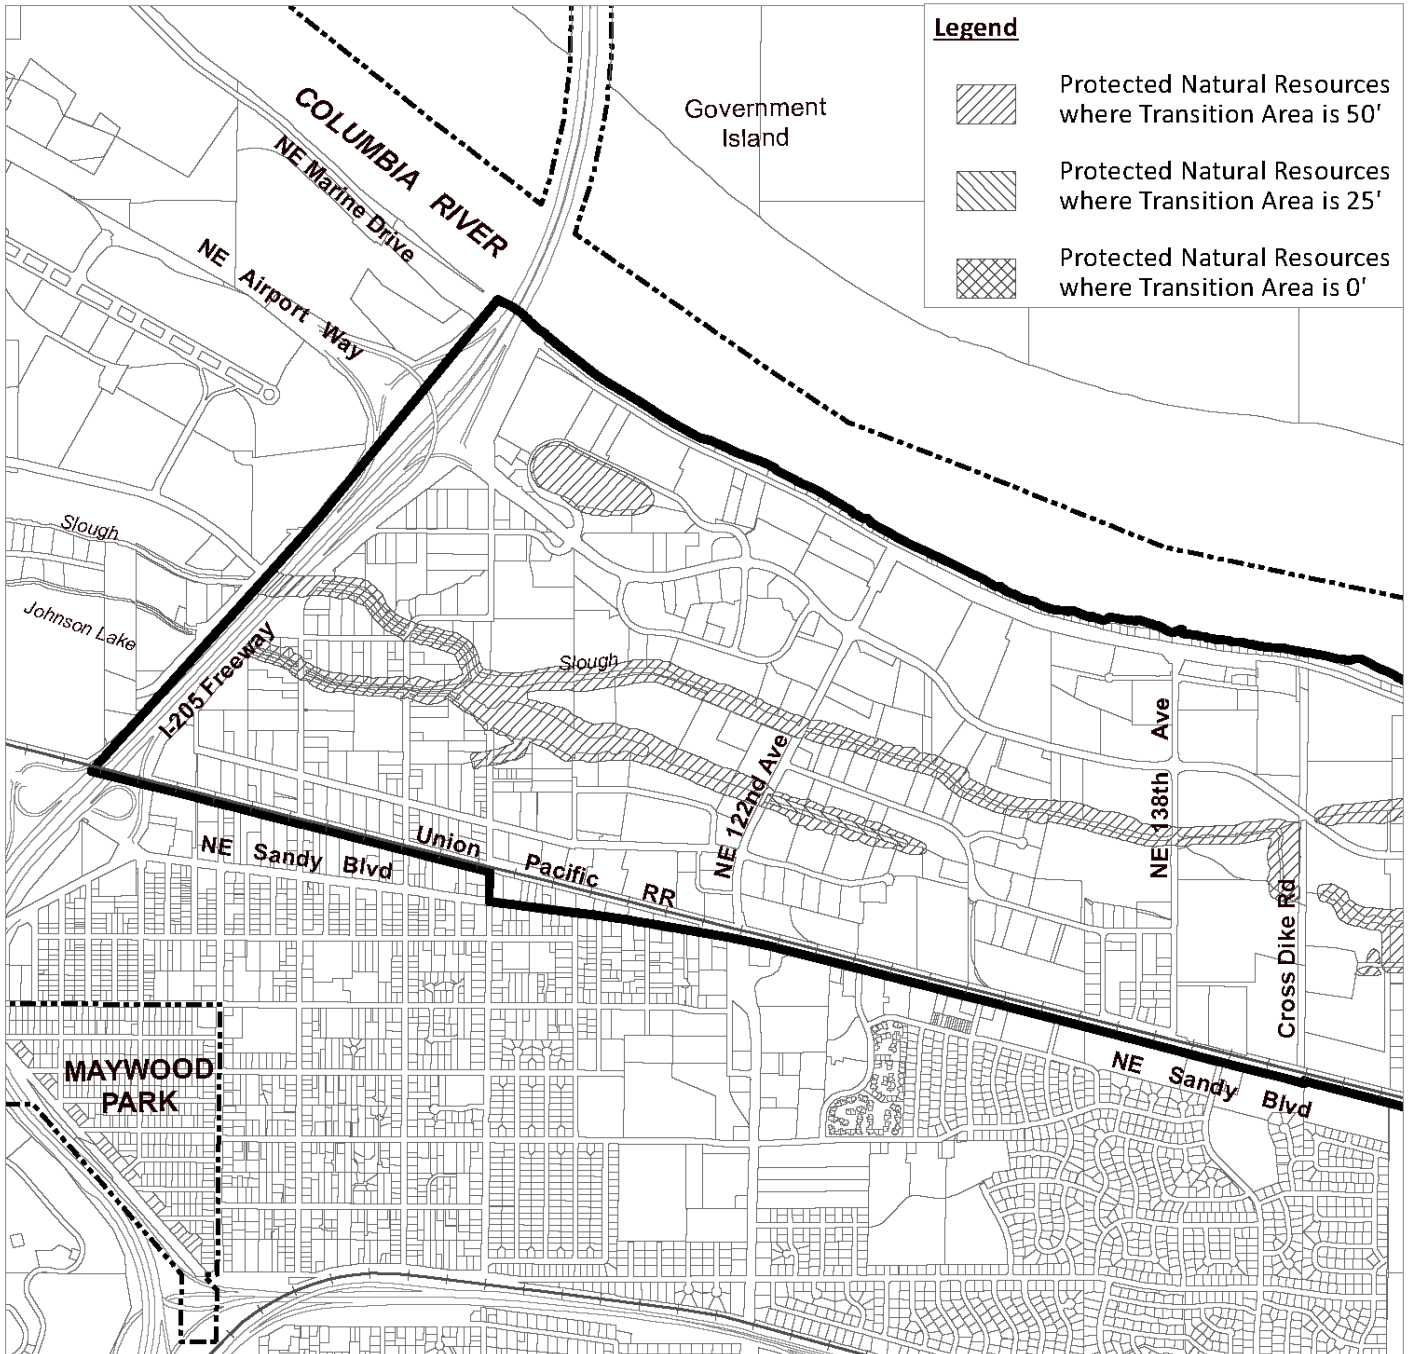 Legend
Protected Natural Resources
where Transition Area is 50'
Protected Natural Resources
where Transition Area is 25'
Protected Natural Resources
where Transition Area is 0'
Government
Island
COLUMBIA RIVER
NE Marine Drive
NE Airport Way
Slough
Johnson Lake
I-205 Freeway
Slough
NE 122nd Ave
NE 138th Ave
Cross Dike Rd
Union Pacific RR
NE Sandy Blvd
NE Sandy Blvd
MAYWOOD
PARK